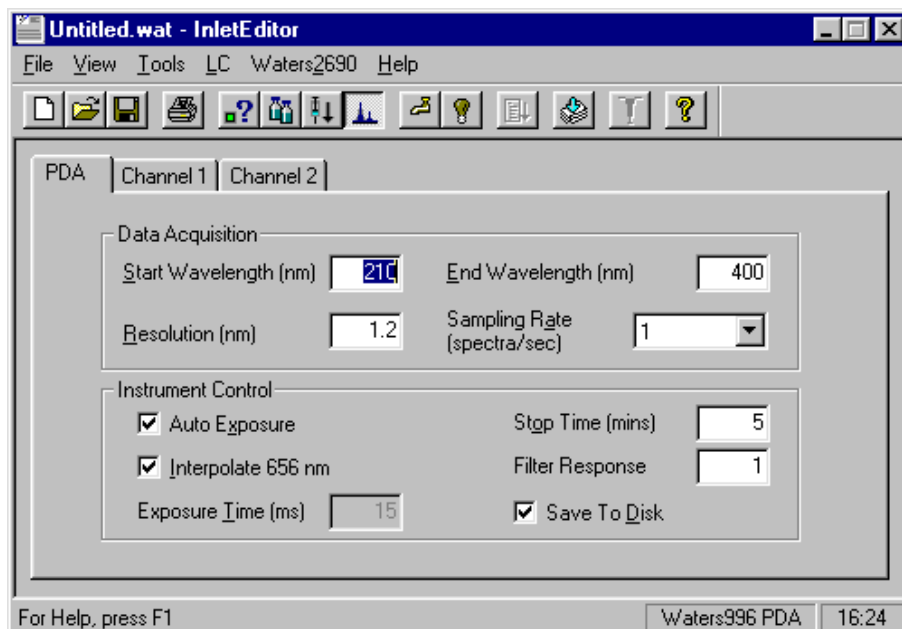 Untitled.wat - InletEditor
File View Tools LC Waters2690 Help
PDA Channel 1 Channel 2
Data Acquisition
Start Wavelength (nm) 210 End Wavelength (nm) 400
Resolution (nm) 1.2 Sampling Rate (spectra/sec) 1
Instrument Control
Auto Exposure Stop Time (mins) 5
Interpolate 656 nm Filter Response 1
Exposure Time (ms) 15 Save To Disk
For Help, press F1 Waters996 PDA 16:24